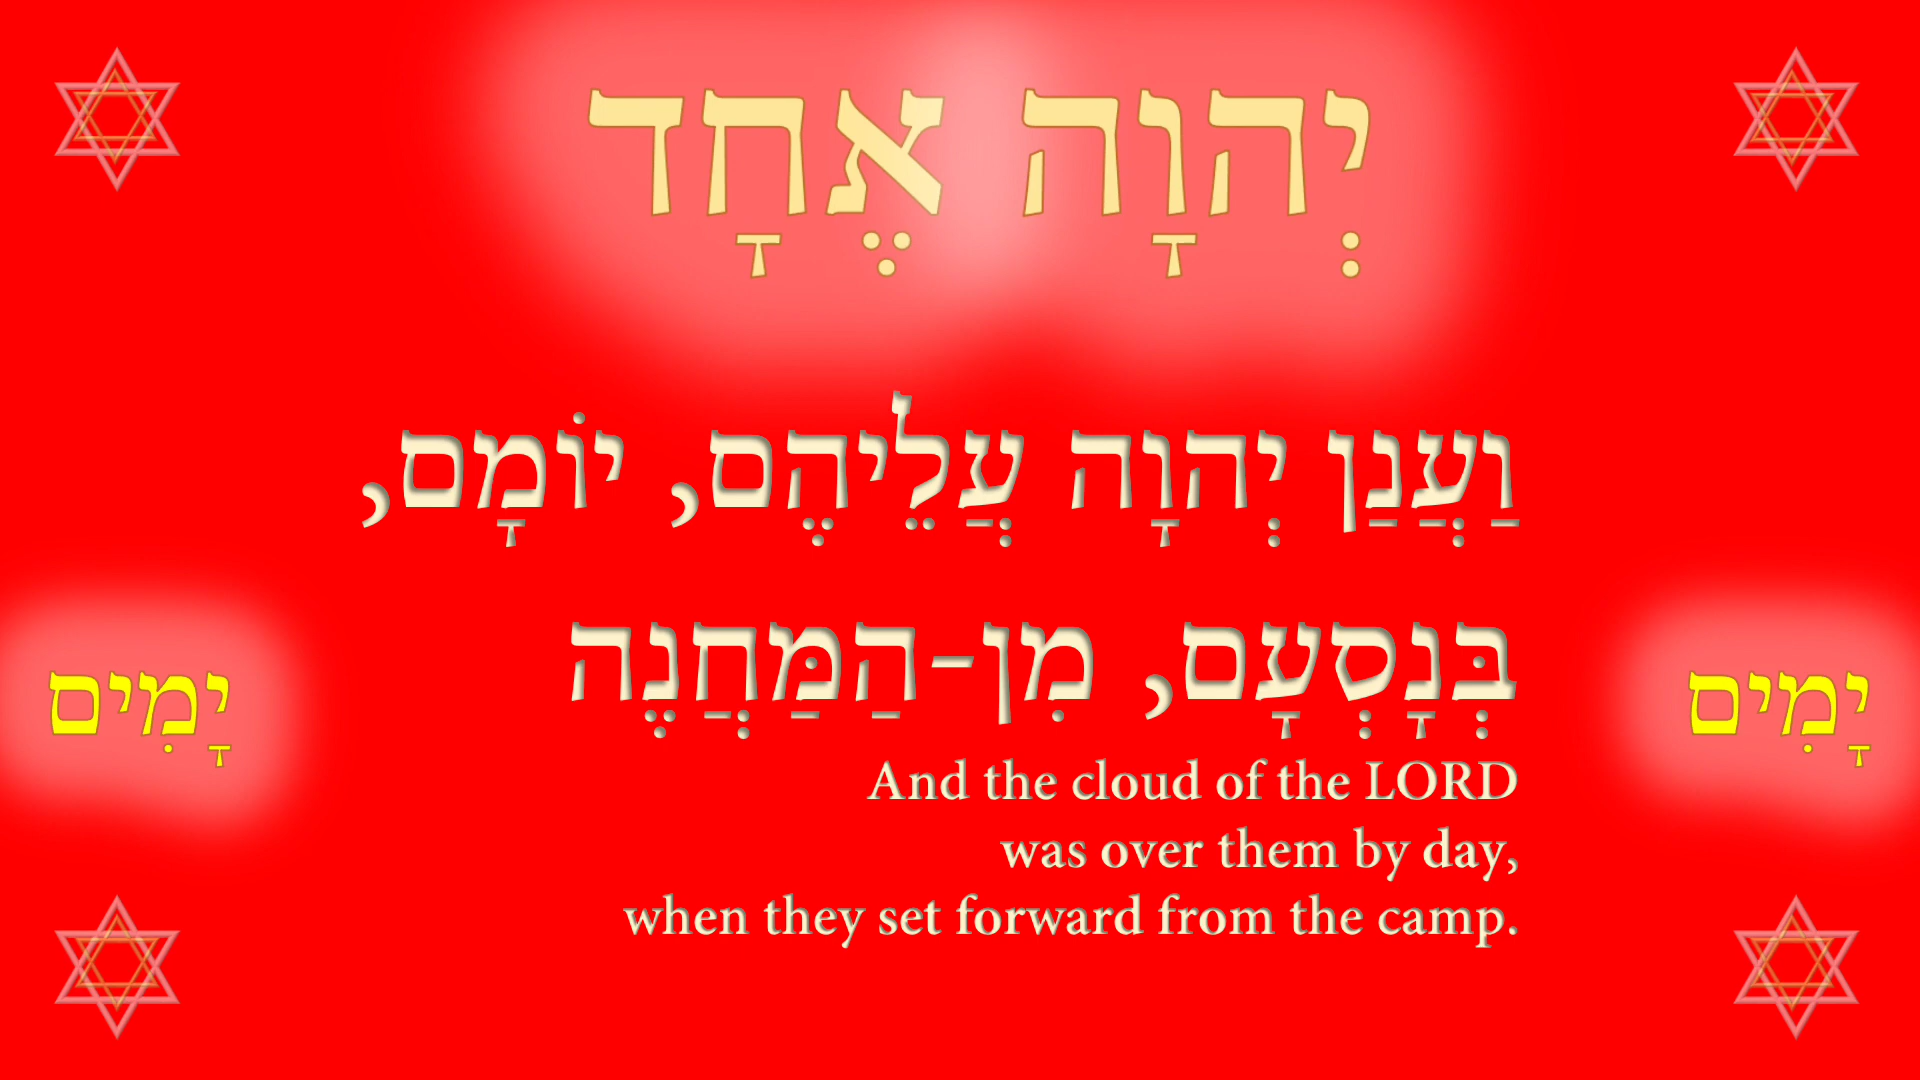 יְהוָה אֶחָד
וַעֲנַן יְהוָה עֲלֵיהֶם, יוֹמָם,
בְּנָסְעָם, מִן-הַמַּחֲנֶה
יָמִים
יָמִים
And the cloud of the LORD
was over them by day,
when they set forward from the camp.